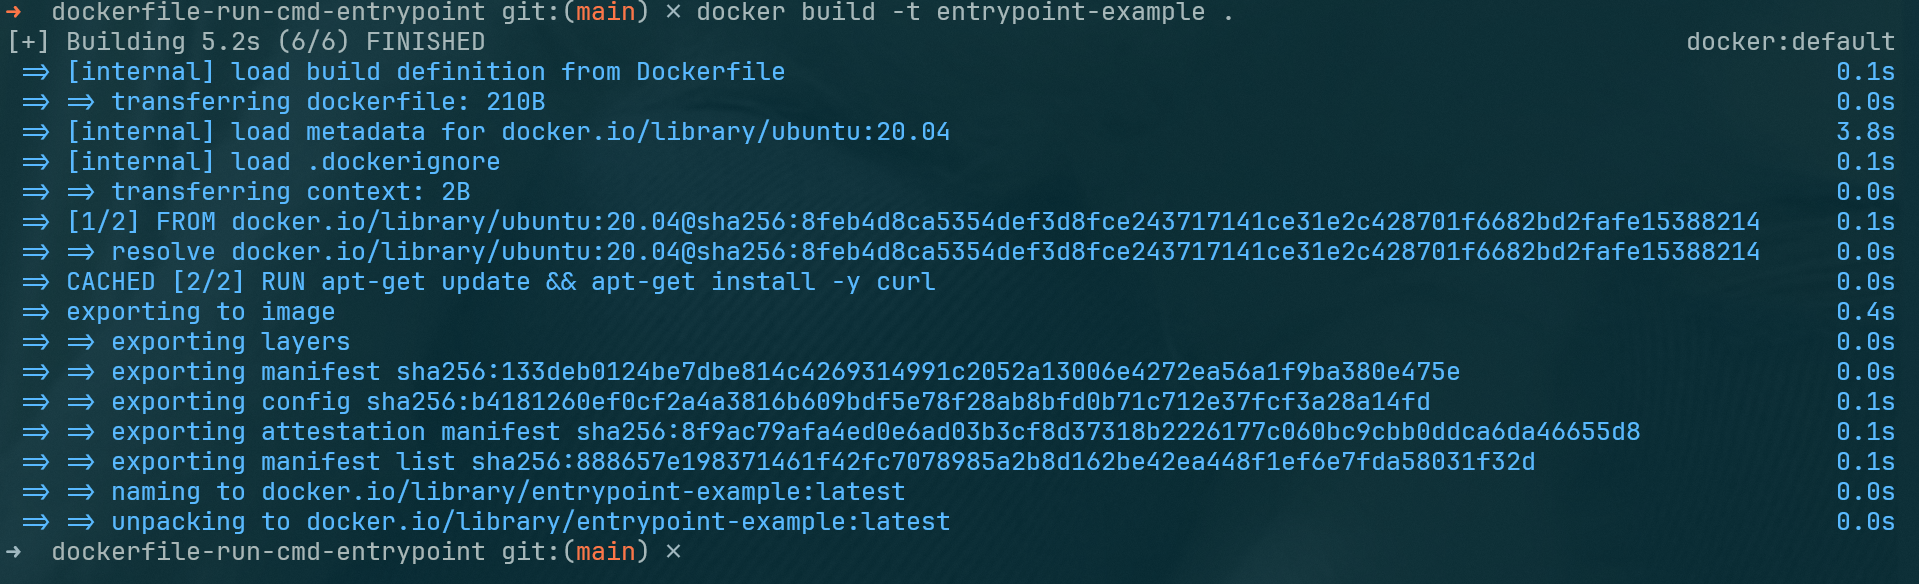 ➜  dockerfile-run-cmd-entrypoint git:(main) ✗ docker build -t entrypoint-example .
[+] Building 5.2s (6/6) FINISHED docker:default
=> [internal] load build definition from Dockerfile 0.1s
=> => transferring dockerfile: 210B 0.0s
=> [internal] load metadata for docker.io/library/ubuntu:20.04 3.8s
=> [internal] load .dockerignore 0.1s
=> => transferring context: 2B 0.0s
=> [1/2] FROM docker.io/library/ubuntu:20.04@sha256:8feb4d8ca5354def3d8fce243717141ce31e2c428701f6682bd2fafe15388214 0.1s
=> => resolve docker.io/library/ubuntu:20.04@sha256:8feb4d8ca5354def3d8fce243717141ce31e2c428701f6682bd2fafe15388214 0.0s
=> CACHED [2/2] RUN apt-get update && apt-get install -y curl 0.0s
=> exporting to image 0.4s
=> => exporting layers 0.0s
=> => exporting manifest sha256:133deb0124be7dbe814c4269314991c2052a13006e4272ea56a1f9ba380e475e 0.0s
=> => exporting config sha256:b4181260ef0cf2a4a3816b609bdf5e78f28ab8bfd0b71c712e37fcf3a28a14fd 0.1s
=> => exporting attestation manifest sha256:8f9ac79afa4ed0e6ad03b3cf8d37318b2226177c060bc9cbb0ddca6da46655d8 0.1s
=> => exporting manifest list sha256:888657e198371461f42fc7078985a2b8d162be42ea448f1ef6e7fda58031f32d 0.1s
=> => naming to docker.io/library/entrypoint-example:latest 0.0s
=> => unpacking to docker.io/library/entrypoint-example:latest 0.0s
➜  dockerfile-run-cmd-entrypoint git:(main) ✗